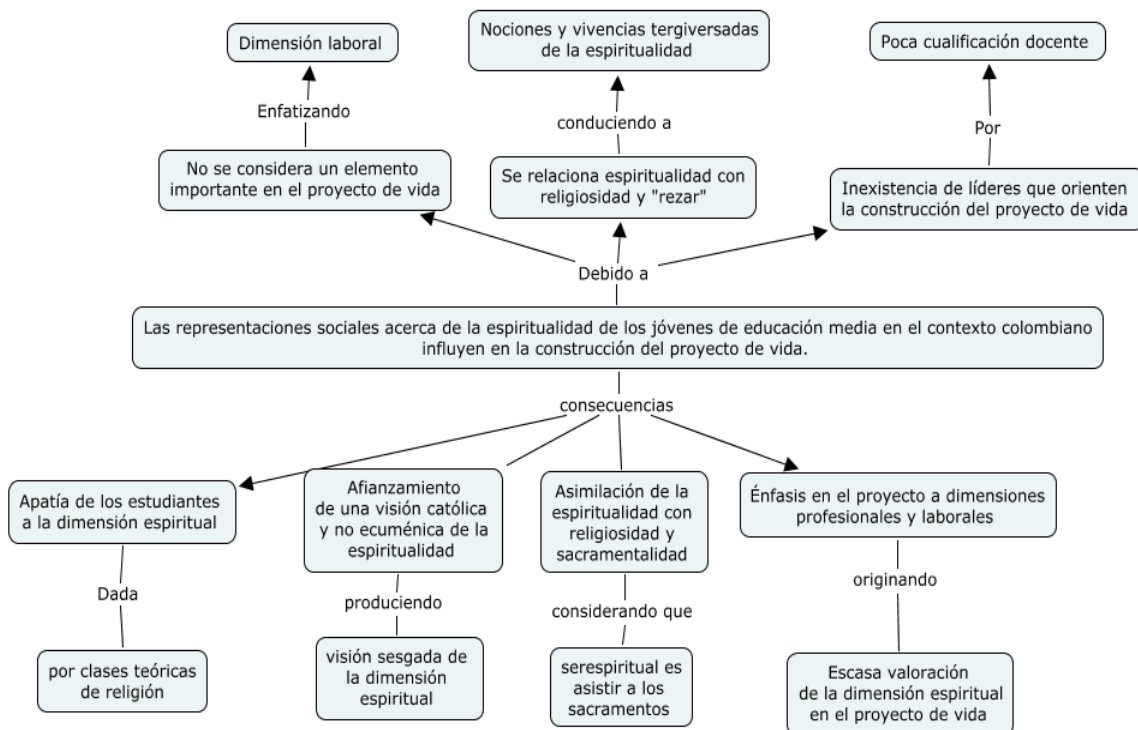 Dimensión laboral
Nociones y vivencias tergiversadas
de la espiritualidad
Poca cualificación docente
Enfatizando
conduciendo a
Por
No se considera un elemento
importante en el proyecto de vida
Se relaciona espiritualidad con
religiosidad y "rezar"
Inexistencia de líderes que orienten
la construcción del proyecto de vida
Debido a
Las representaciones sociales acerca de la espiritualidad de los jóvenes de educación media en el contexto colombiano
influyen en la construcción del proyecto de vida.
consecuencias
Apatía de los estudiantes
a la dimensión espiritual
Afianzamiento
de una visión católica
y no ecuménica de la
espiritualidad
Asimilación de la
espiritualidad con
religiosidad y
sacramentalidad
Énfasis en el proyecto a dimensiones
profesionales y laborales
Dada
produciendo
considerando que
originando
por clases teóricas
de religión
visión sesgada de
la dimensión
espiritual
serespiritual es
asistir a los
sacramentos
Escasa valoración
de la dimensión espiritual
en el proyecto de vida